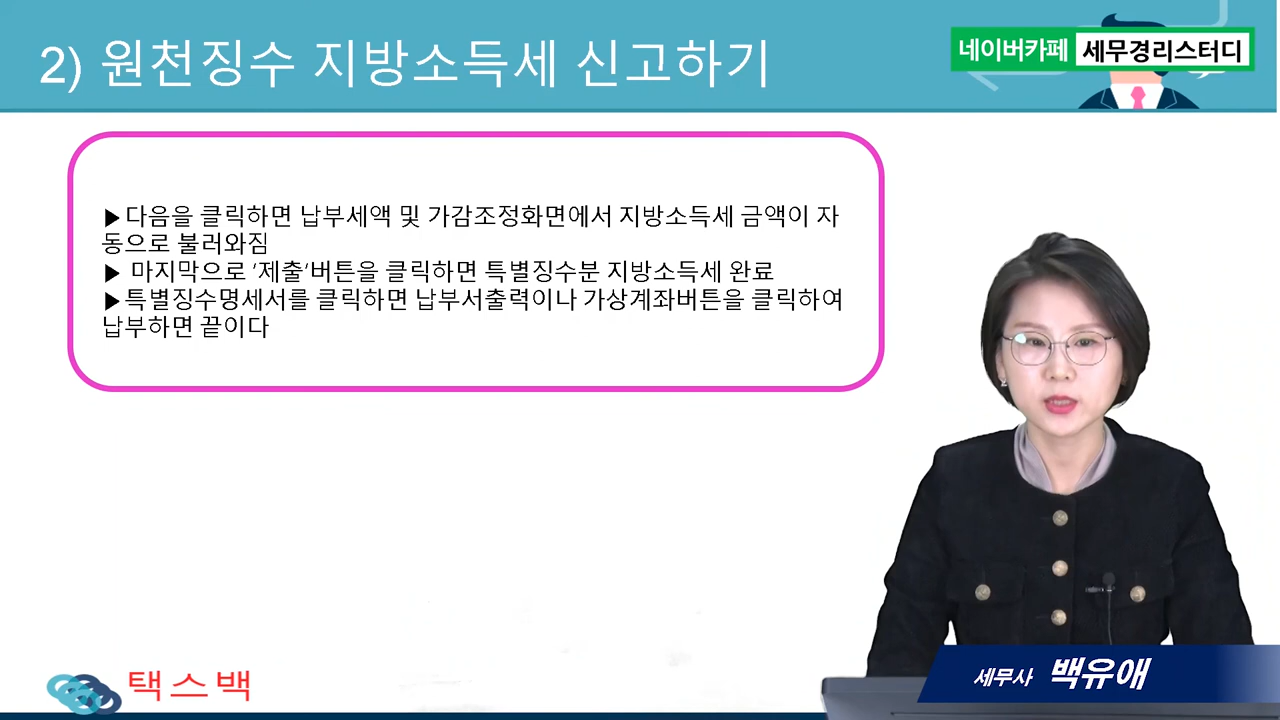 2) 원천징수 지방소득세 신고하기
네이버카페 세무경리스터디
▶다음을 클릭하면 납부세액 및 가감조정화면에서 지방소득세 금액이 자
동으로 불러와짐
▶ 마지막으로 ‘제출‘버튼을 클릭하면 특별징수분 지방소득세 완료
▶특별징수명세서를 클릭하면 납부서출력이나 가상계좌버튼을 클릭하여
납부하면 끝이다
세무사 백유애
택스백